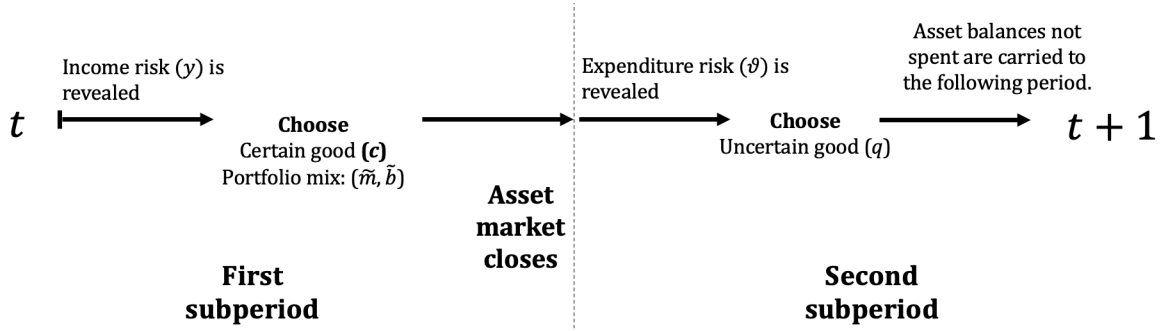 t
Income risk (y) is
revealed
Choose
Certain good (c)
Portfolio mix: (m̃, b̃)
Asset
market
closes
First
subperiod
Expenditure risk (ϑ) is
revealed
Choose
Uncertain good (q)
Asset balances not
spent are carried to
the following period.
t + 1
Second
subperiod